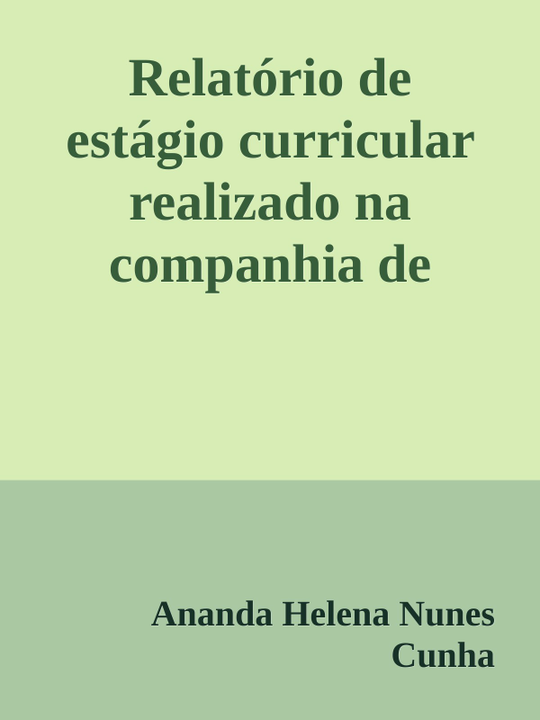 Relatório de
estágio curricular
realizado na
companhia de
Ananda Helena Nunes
Cunha